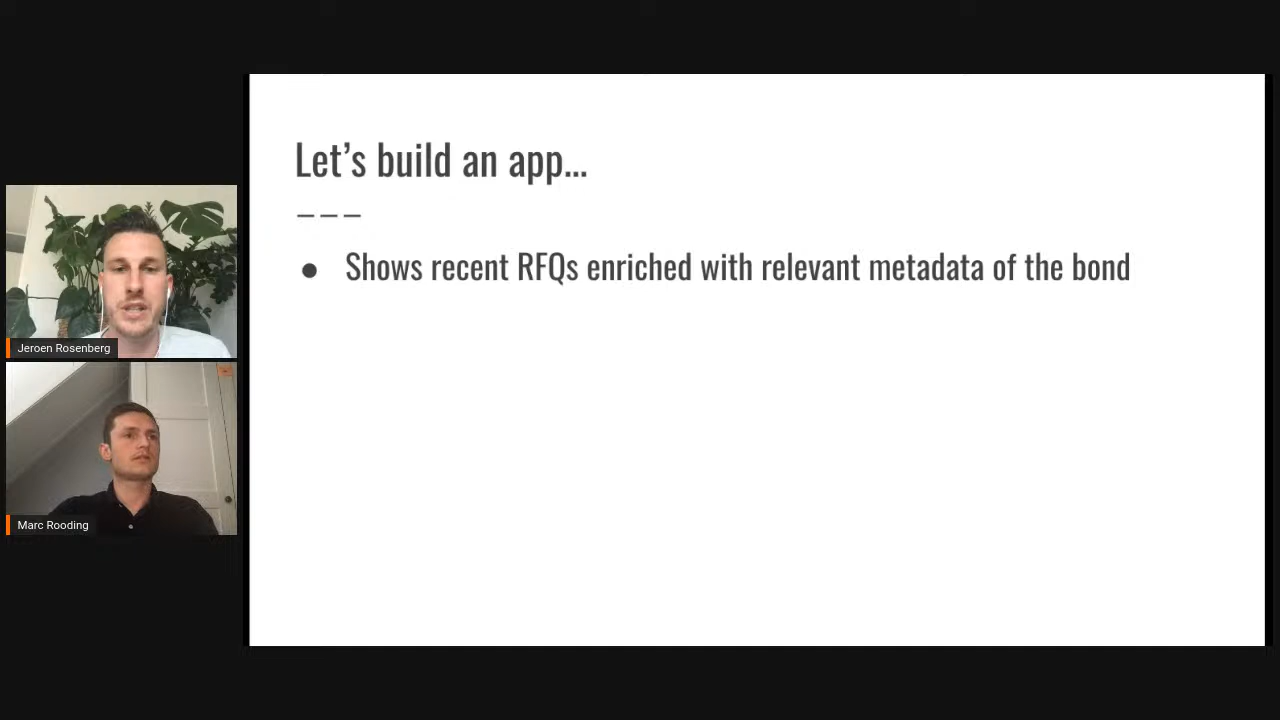 Let's build an app...
● Shows recent RFQs enriched with relevant metadata of the bond
Jeroen Rosenberg
Marc Rooding